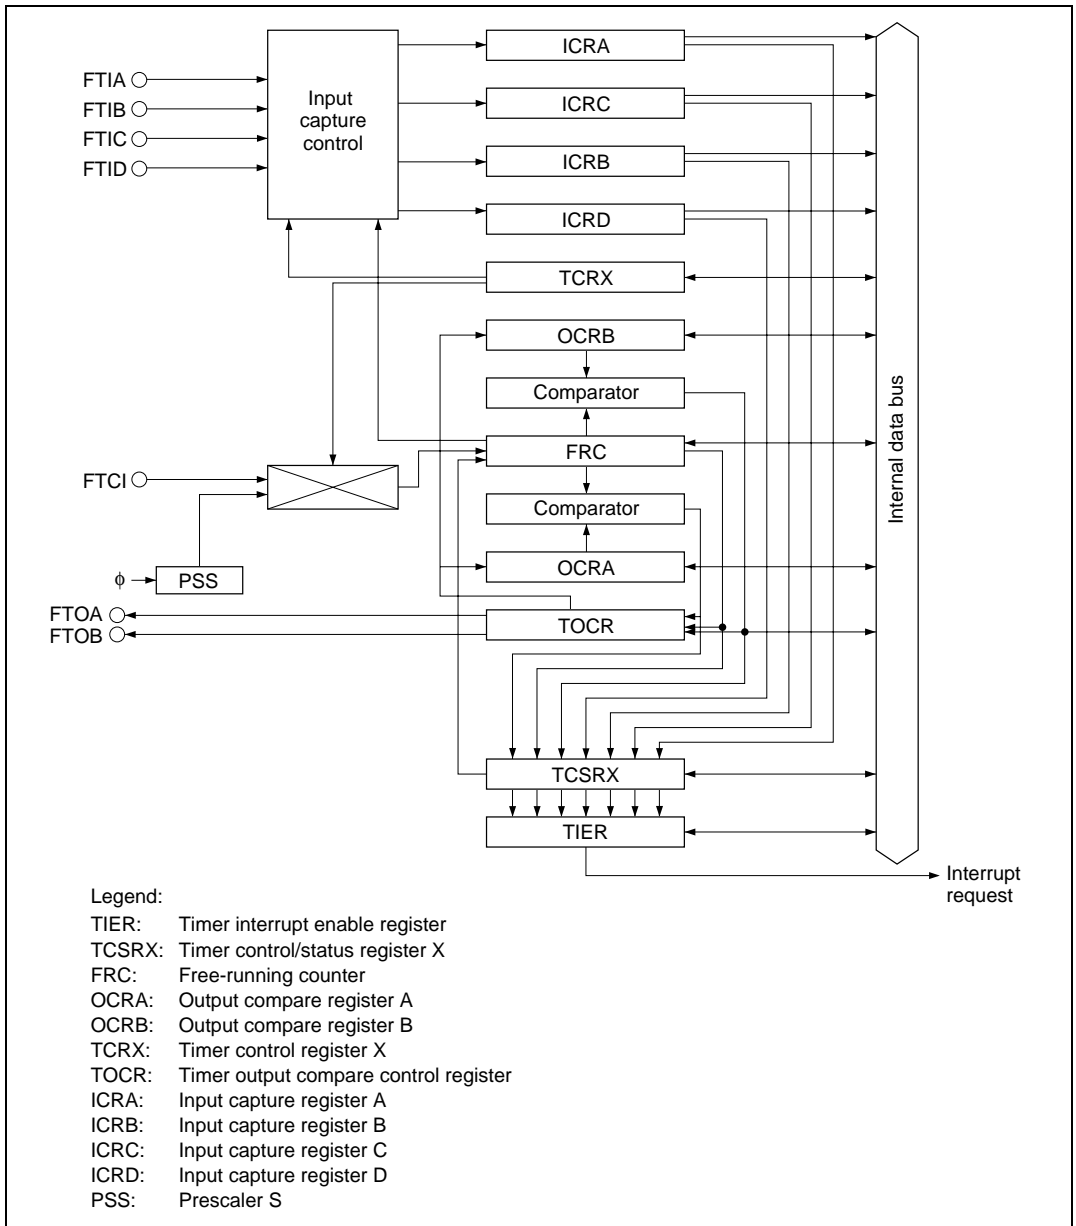 FTIA
FTIB
FTIC
FTID
Input
capture
control
ICRA
ICRC
ICRB
ICRD
TCRX
OCRB
Comparator
FRC
Comparator
OCRA
TOCR
TCSRX
TIER
FTCI
φ
PSS
FTOA
FTOB
Internal data bus
Interrupt
request
Legend:
TIER: Timer interrupt enable register
TCSRX: Timer control/status register X
FRC: Free-running counter
OCRA: Output compare register A
OCRB: Output compare register B
TCRX: Timer control register X
TOCR: Timer output compare control register
ICRA: Input capture register A
ICRB: Input capture register B
ICRC: Input capture register C
ICRD: Input capture register D
PSS: Prescaler S